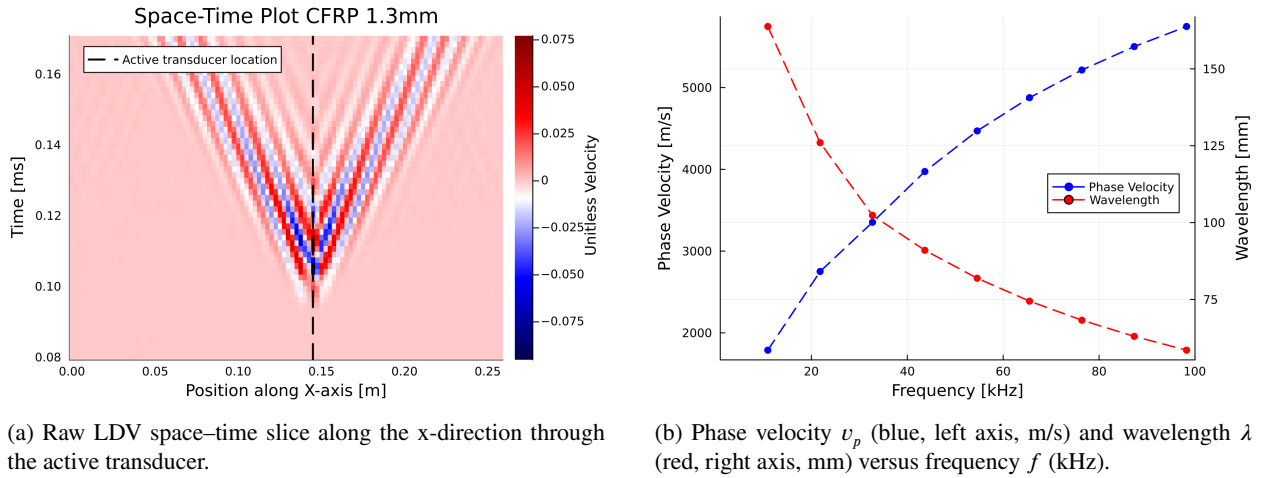 Space-Time Plot CFRP 1.3mm
Active transducer location
Time [ms]
0.16
0.14
0.12
0.10
0.08
0.00
0.05
0.10
0.15
0.20
0.25
Position along X-axis [m]
0.075
0.050
0.025
0
−0.025
−0.050
−0.075
Unitless Velocity
Phase Velocity [m/s]
5000
4000
3000
2000
20
40
60
80
100
Frequency [kHz]
150
125
100
75
Wavelength [mm]
Phase Velocity
Wavelength
(a) Raw LDV space–time slice along the x-direction through
the active transducer.
(b) Phase velocity v_p (blue, left axis, m/s) and wavelength λ
(red, right axis, mm) versus frequency f (kHz).